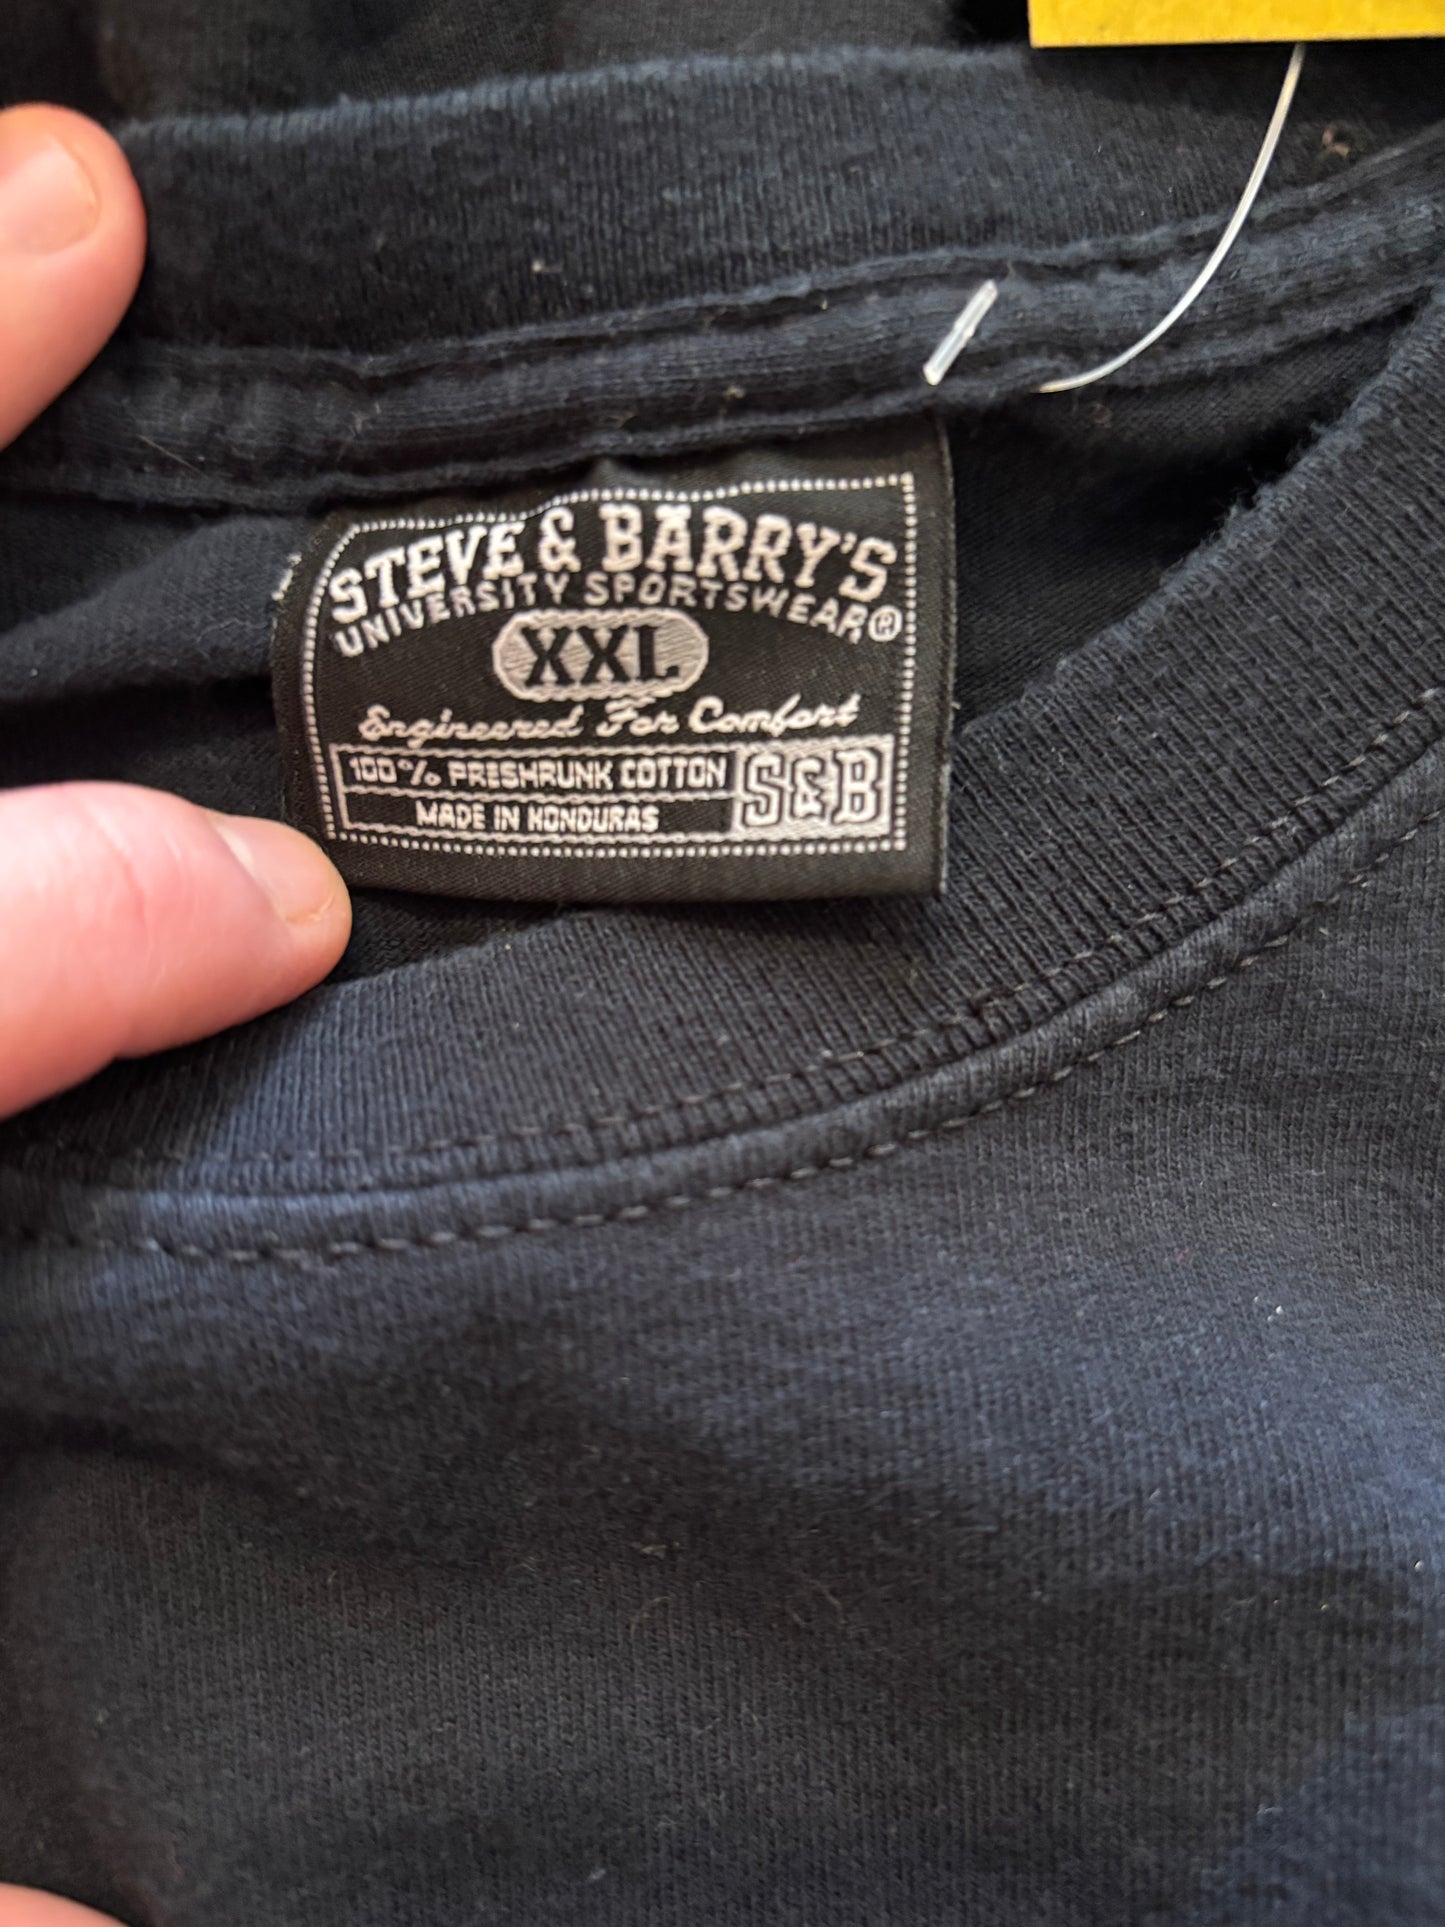 STEVE & BARRY'S
UNIVERSITY SPORTSWEAR®
XXL
Engineered For Comfort
100% PRESHRUNK COTTON
MADE IN HONDURAS
S&B